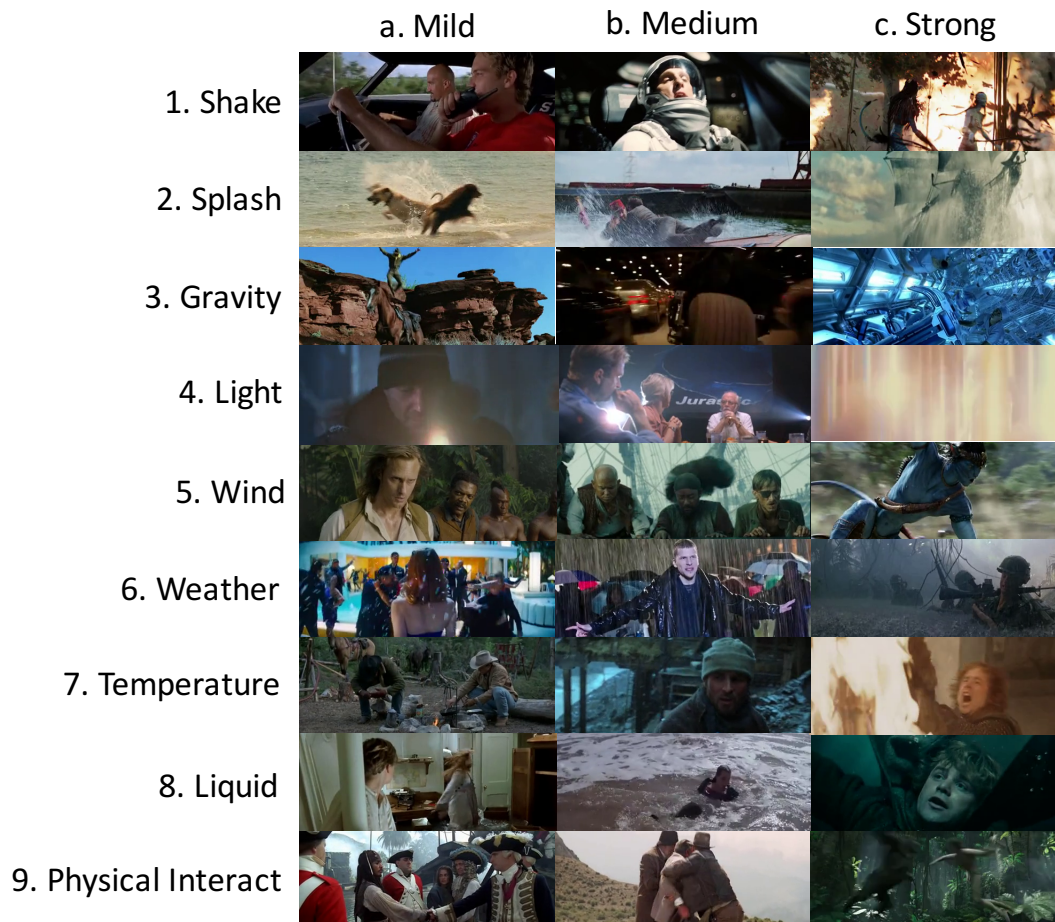 a. Mild
b. Medium
c. Strong
1. Shake
2. Splash
3. Gravity
4. Light
Jurassic
5. Wind
6. Weather
7. Temperature
8. Liquid
9. Physical Interact